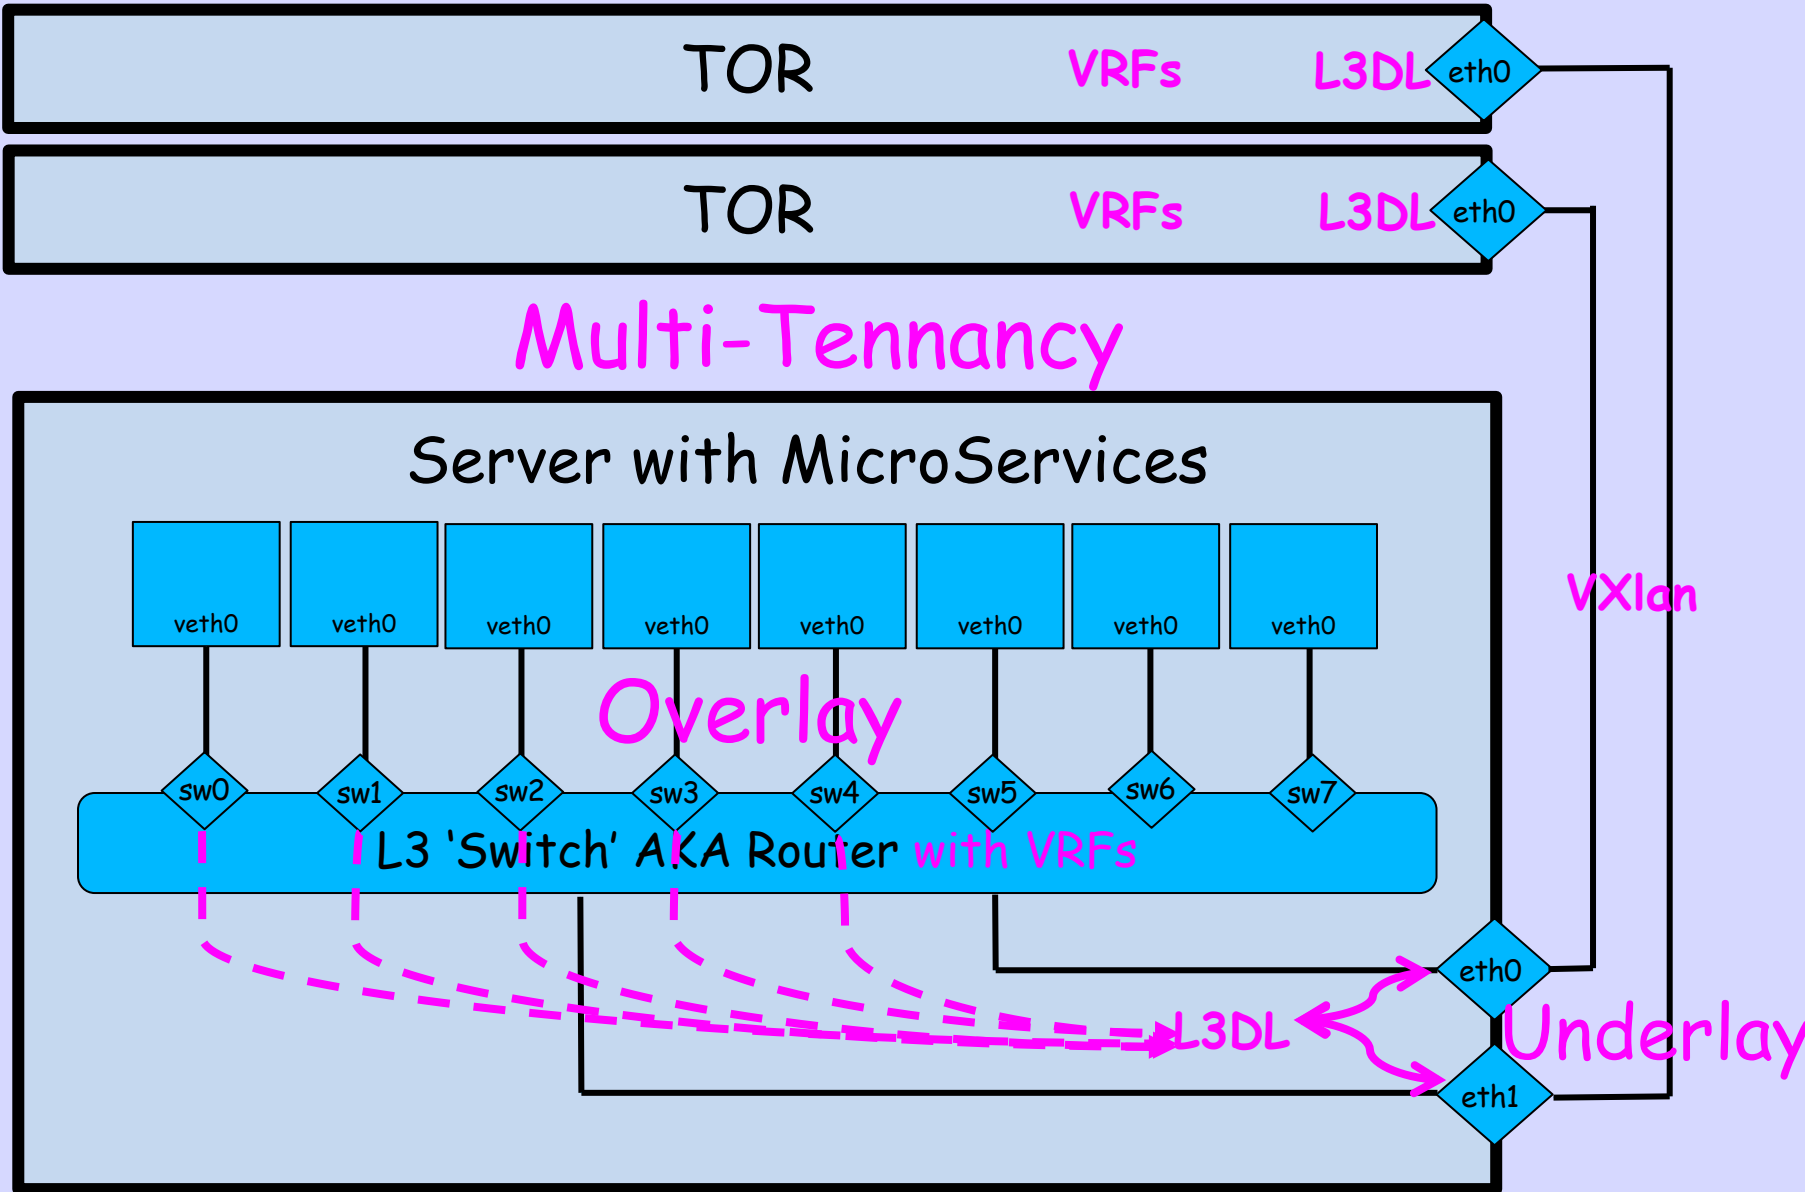 TOR VRFs L3DL eth0
TOR VRFs L3DL eth0
Multi-Tennancy
Server with MicroServices
veth0 veth0 veth0 veth0 veth0 veth0 veth0 veth0
VXlan
Overlay
sw0 sw1 sw2 sw3 sw4 sw5 sw6 sw7
L3 ‘Switch’ AKA Router with VRFs
eth0
L3DL
Underlay
eth1